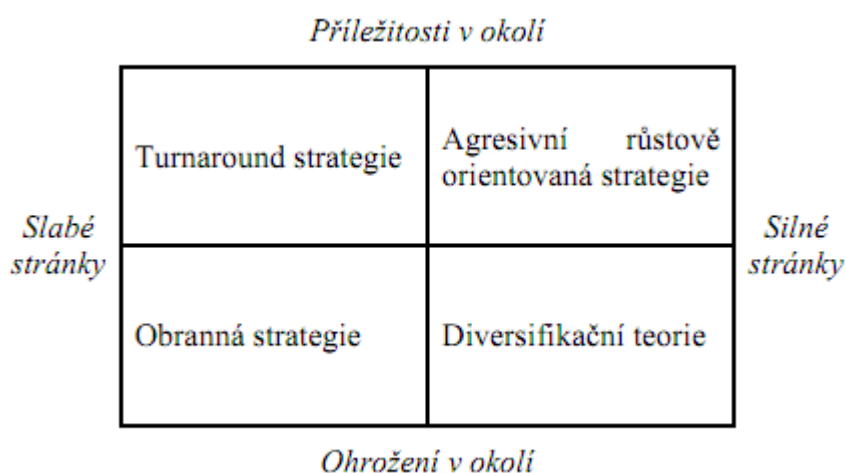 Příležitosti v okolí
Turnaround strategie
Agresivní růstově
orientovaná strategie
Slabé
stránky
Silné
stránky
Obranná strategie
Diversifikační teorie
Ohrožení v okolí